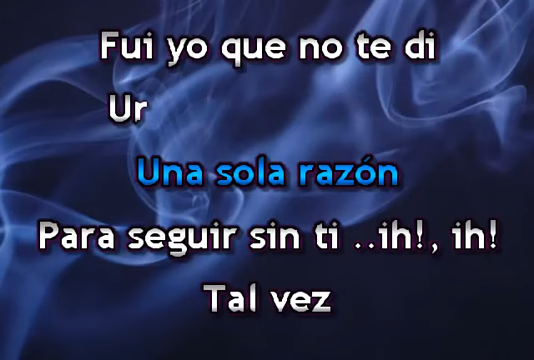 Fui yo que no te di
Ur
Una sola razón
Para seguir sin ti ..ih!, ih!
Tal vez